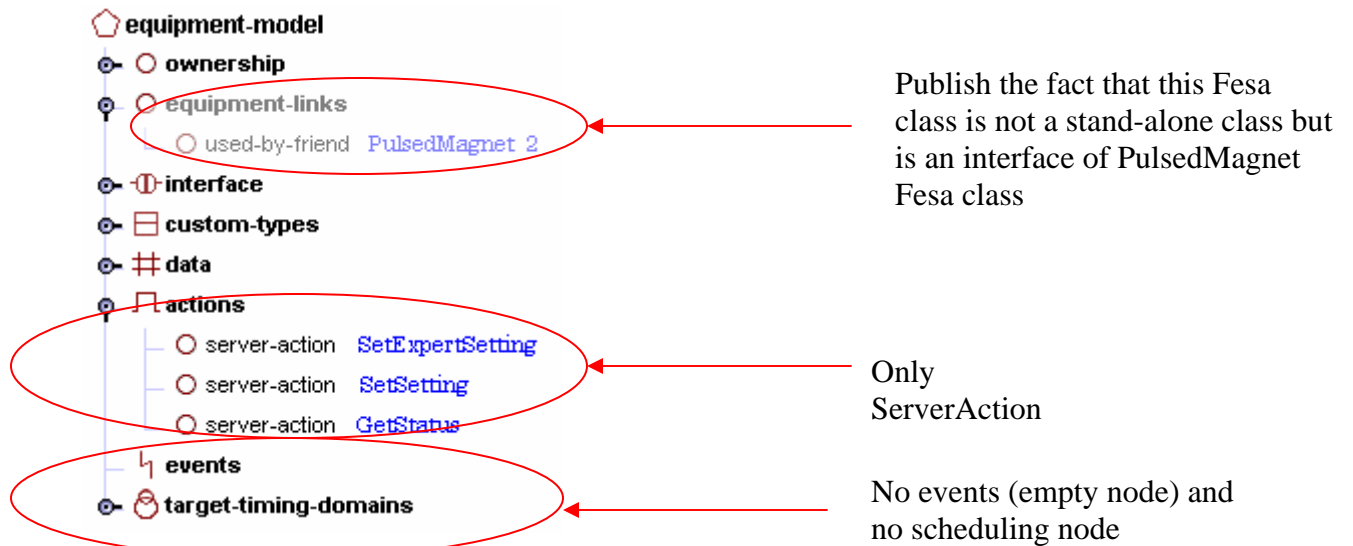 equipment-model
ownership
equipment-links
used-by-friend PulsedMagnet 2
interface
custom-types
data
actions
server-action SetExpertSetting
server-action SetSetting
server-action GetStatus
events
target-timing-domains
Publish the fact that this Fesa
class is not a stand-alone class but
is an interface of PulsedMagnet
Fesa class
Only
ServerAction
No events (empty node) and
no scheduling node